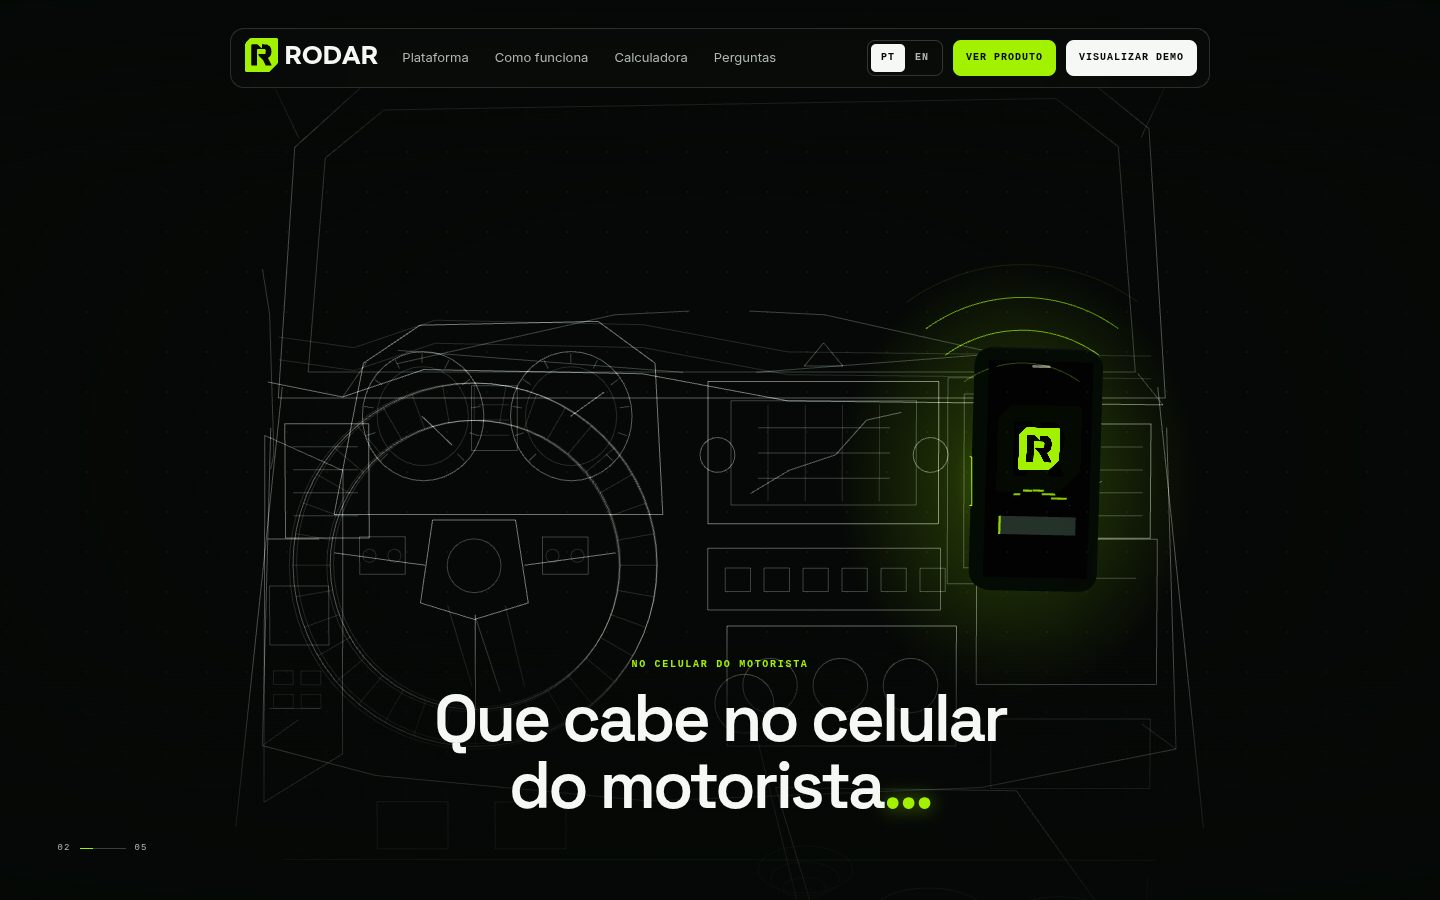 RODAR
Plataforma
Como funciona
Calculadora
Perguntas
PT
EN
VER PRODUTO
VISUALIZAR DEMO
R
NO CELULAR DO MOTORISTA
Que cabe no celular
do motorista...
02
05